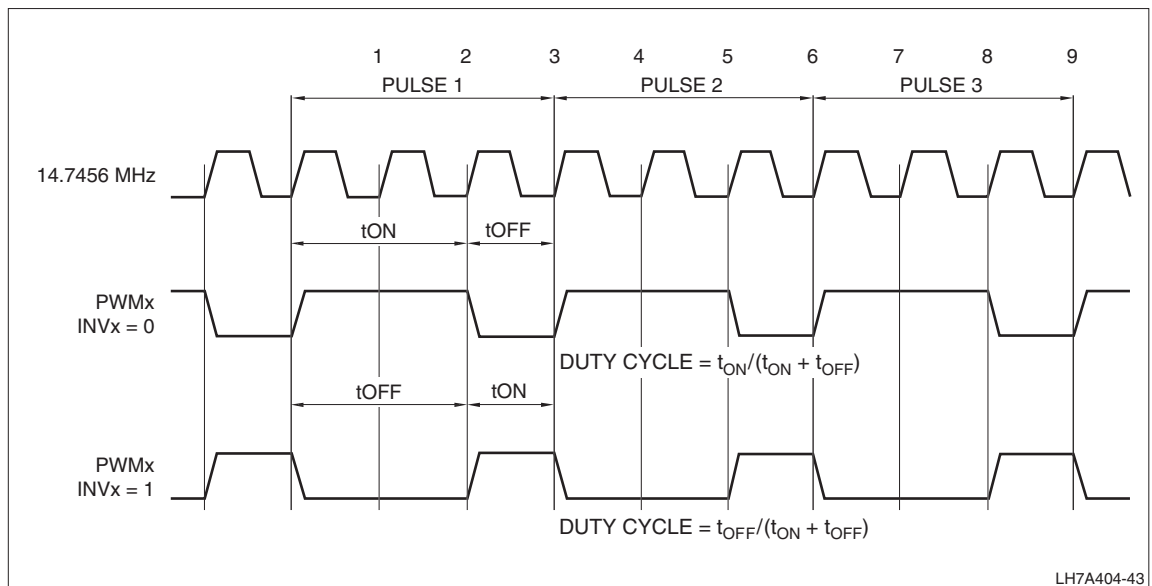 1 2 3 4 5 6 7 8 9
PULSE 1 PULSE 2 PULSE 3
14.7456 MHz
tON tOFF
PWMx
INVx = 0
DUTY CYCLE = tON/(tON + tOFF)
tOFF tON
PWMx
INVx = 1
DUTY CYCLE = tOFF/(tON + tOFF)
LH7A404-43